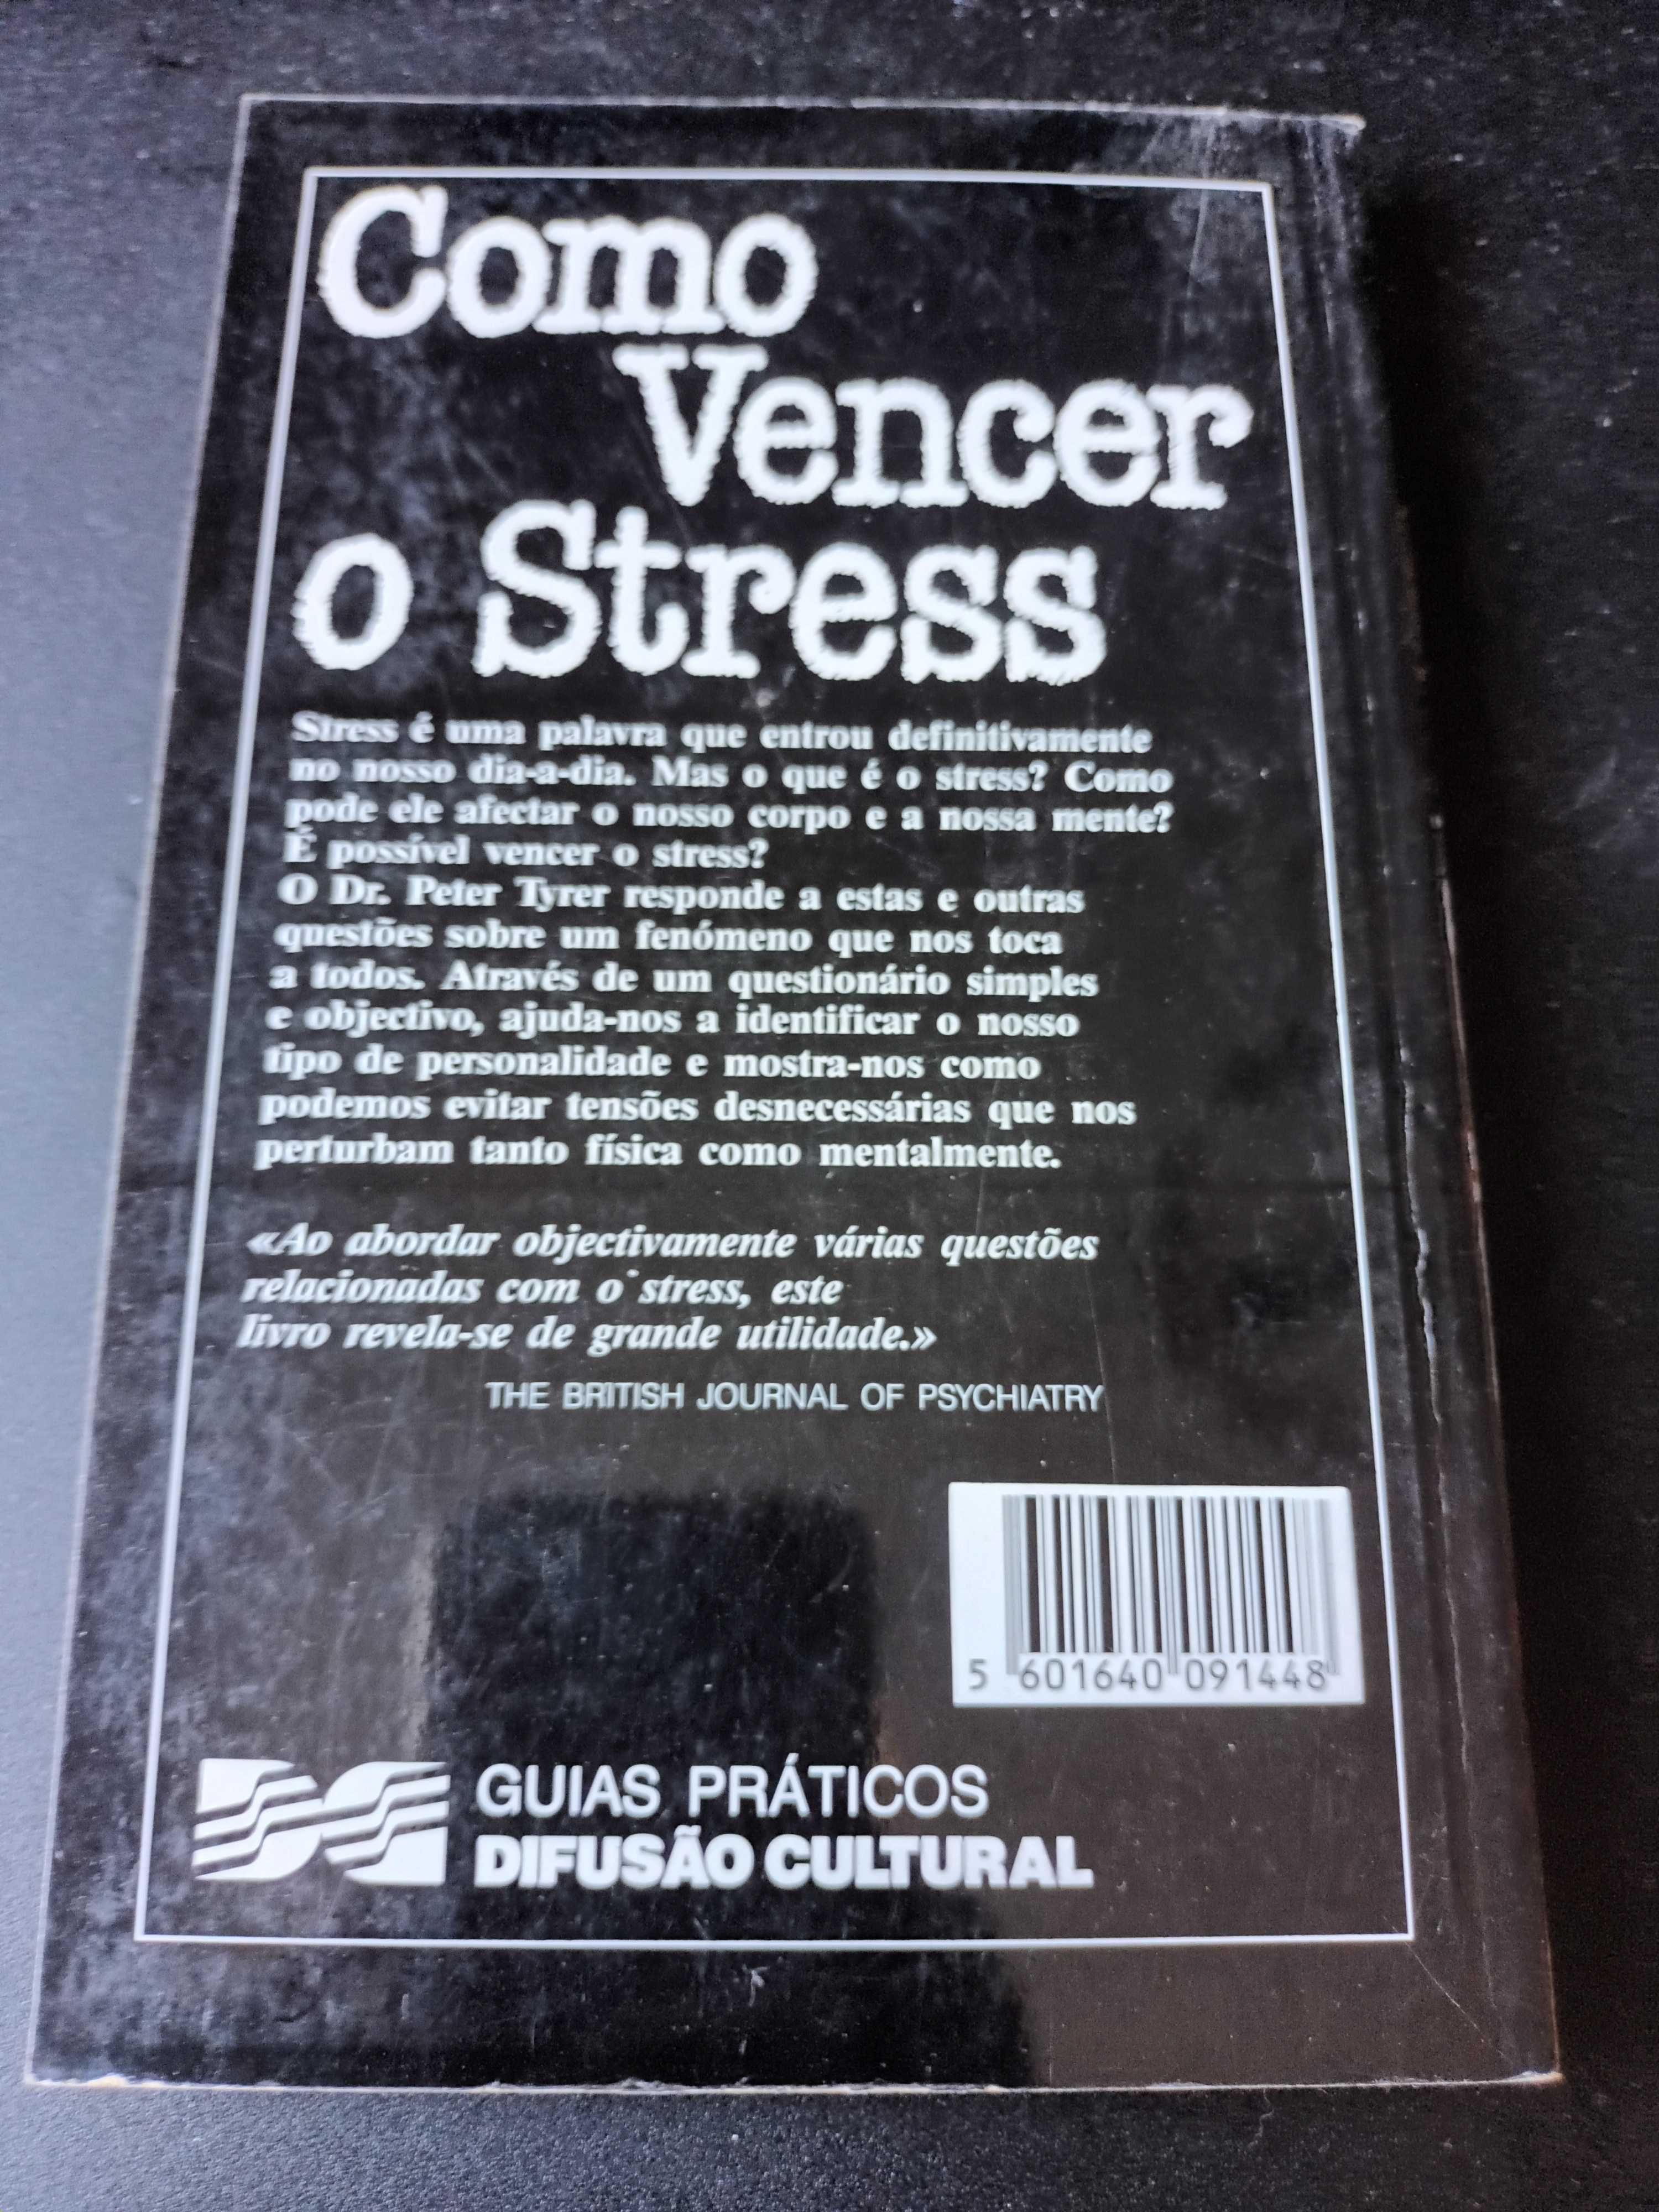 Como
Vencer
o Stress
Stress é uma palavra que entrou definitivamente
no nosso dia-a-dia. Mas o que é o stress? Como
pode ele afectar o nosso corpo e a nossa mente?
É possível vencer o stress?
O Dr. Peter Tyrer responde a estas e outras
questões sobre um fenómeno que nos toca
a todos. Através de um questionário simples
e objectivo, ajuda-nos a identificar o nosso
tipo de personalidade e mostra-nos como
podemos evitar tensões desnecessárias que nos
perturbam tanto física como mentalmente.
«Ao abordar objectivamente várias questões
relacionadas com o stress, este
livro revela-se de grande utilidade.»
THE BRITISH JOURNAL OF PSYCHIATRY
5 601640 091448
GUIAS PRÁTICOS
DIFUSÃO CULTURAL